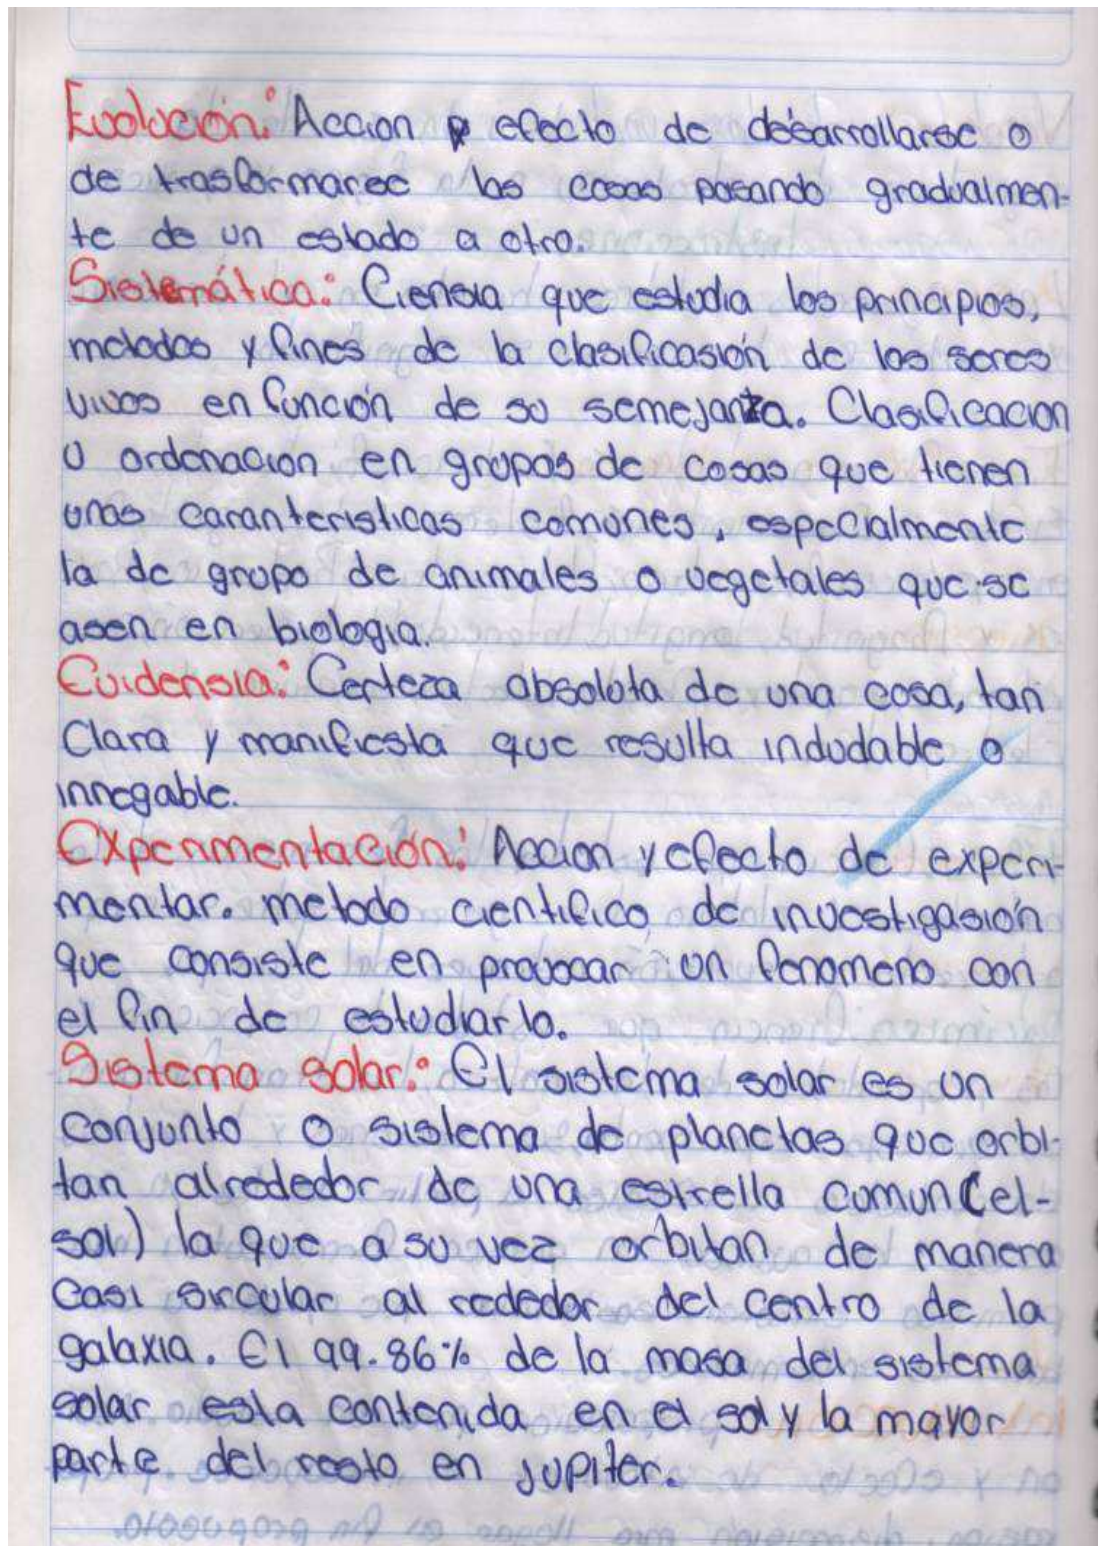 Evolución: Accion y efecto de desarrollarse o
de trasformarec las cosas pasando gradualmen-
te de un estado a otro.
Sistemática: Ciensia que estudia los principios,
metodos y fines de la clasificasión de los seres
vivos en función de su semejanza. Clasificacion
u ordenacion en grupos de cosas que tienen
unas caranteristicas comunes, especialmente
la de grupo de animales o vegetales que se
asen en biologia.
Evidensia: Certeza absoluta de una cosa, tan
Clara y manifiesta que resulta indudable o
innegable.
Experimentación: Accion y efecto de experi-
mentar. metodo cientifico de investigasión
que consiste en provocar un fenomeno con
el fin de estudiarlo.
Sistema solar: El sistema solar es un
conjunto o sistema de planetas que orbi-
tan alrededor de una estrella comun (el-
sol) la que a su vez orbitan de manera
casi sircular al rededor del centro de la
galaxia. El 99.86% de la masa del sistema
solar esta contenida en el sol y la mayor
parte del resto en jupiter.